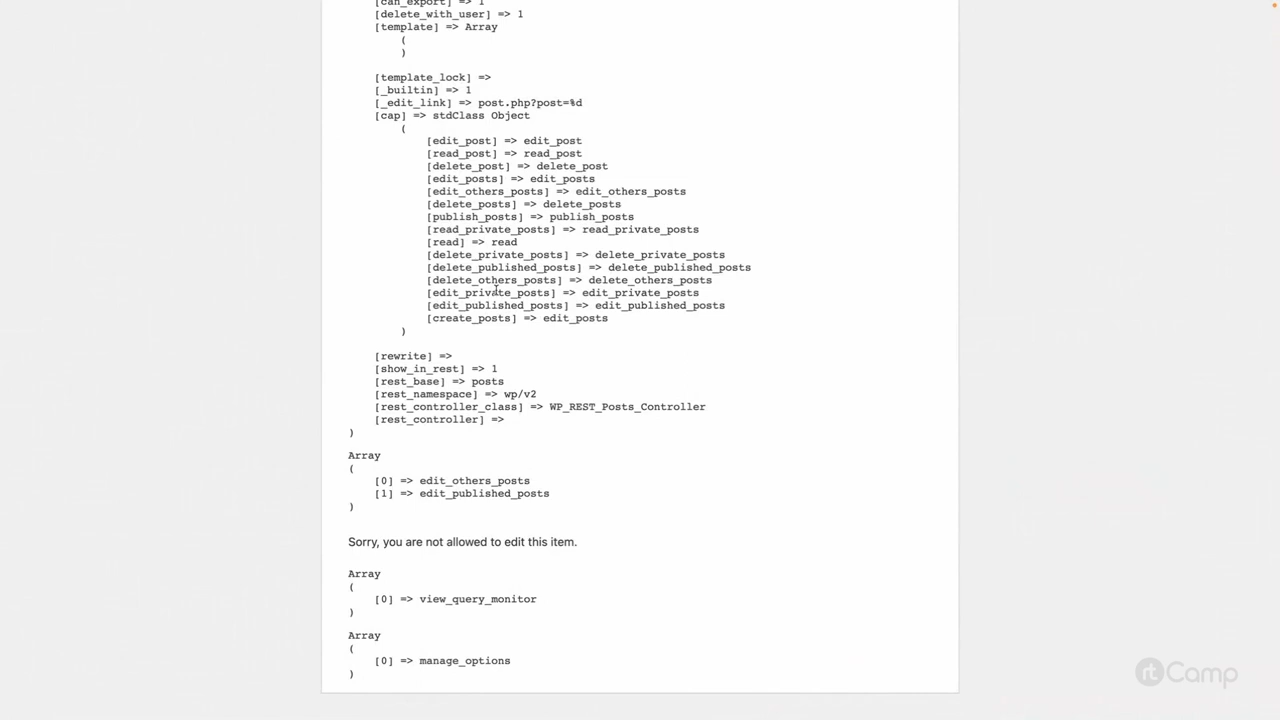 [can_export] => 1
[delete_with_user] => 1
[template] => Array
(
)
[template_lock] =>
[_builtin] => 1
[_edit_link] => post.php?post=%d
[cap] => stdClass Object
(
[edit_post] => edit_post
[read_post] => read_post
[delete_post] => delete_post
[edit_posts] => edit_posts
[edit_others_posts] => edit_others_posts
[delete_posts] => delete_posts
[publish_posts] => publish_posts
[read_private_posts] => read_private_posts
[read] => read
[delete_private_posts] => delete_private_posts
[delete_published_posts] => delete_published_posts
[delete_others_posts] => delete_others_posts
[edit_private_posts] => edit_private_posts
[edit_published_posts] => edit_published_posts
[create_posts] => edit_posts
)
[rewrite] =>
[show_in_rest] => 1
[rest_base] => posts
[rest_namespace] => wp/v2
[rest_controller_class] => WP_REST_Posts_Controller
[rest_controller] =>
)
Array
(
[0] => edit_others_posts
[1] => edit_published_posts
)
Sorry, you are not allowed to edit this item.
Array
(
[0] => view_query_monitor
)
Array
(
[0] => manage_options
)
rtCamp